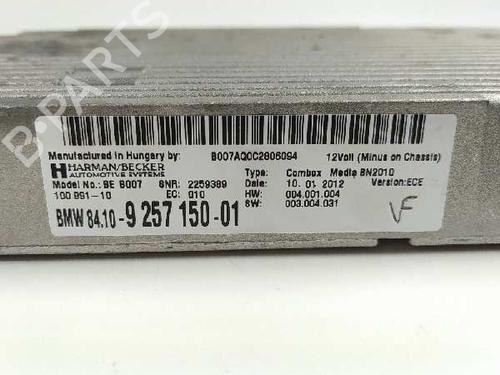 Manufactured in Hungary by: B007AQ0C2806094 12Volt (Minus on Chassis)
HARMAN/BECKER
AUTOMOTIVE SYSTEMS
Type: Combox Media BN2010
Model No.: BE B007 SNR: 2259389 Date: 10.01.2012 Version:ECE
100 991-10 EC: 010 HW: 004.001.004
SW: 003.004.031
BMW 84.10-9 257 150-01
VF
B-PARTS